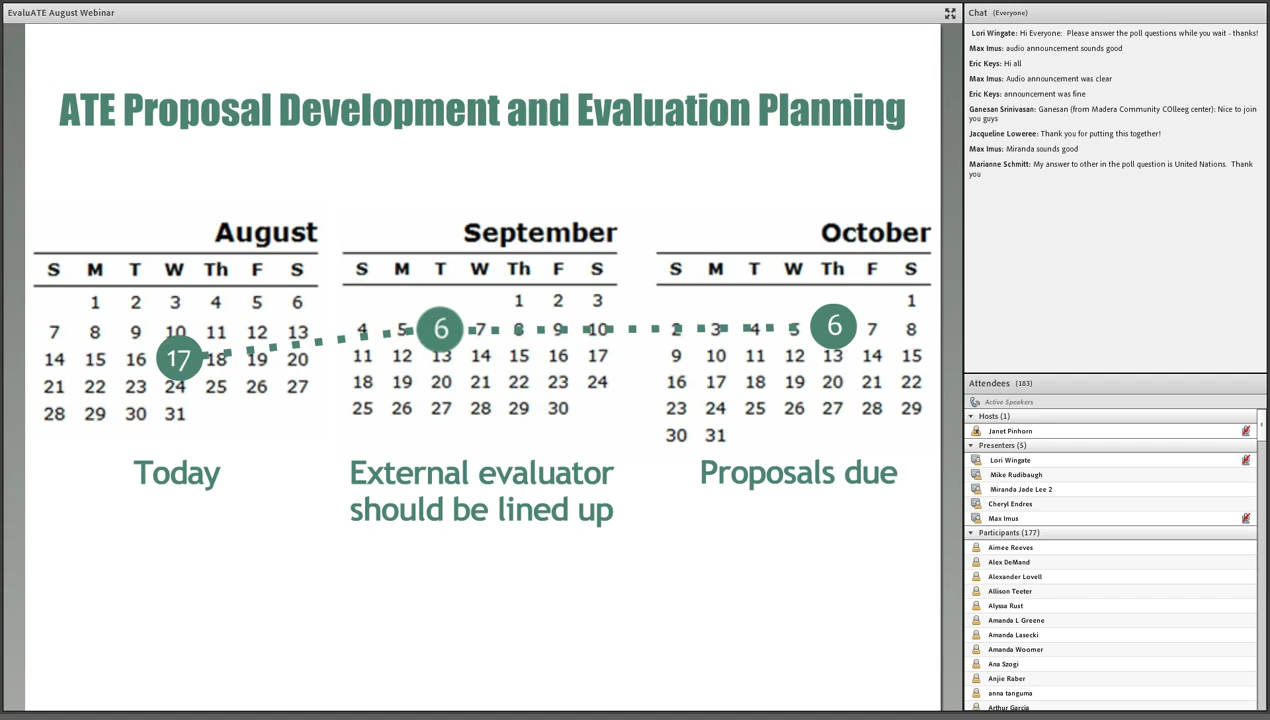 EvaluATE August Webinar
ATE Proposal Development and Evaluation Planning
August
S M T W Th F S
1 2 3 4 5 6
7 8 9 10 11 12 13
14 15 16 17 18 19 20
21 22 23 24 25 26 27
28 29 30 31
Today
September
S M T W Th F S
1 2 3
4 5 6 7 8 9 10
11 12 13 14 15 16 17
18 19 20 21 22 23 24
25 26 27 28 29 30
External evaluator
should be lined up
October
S M T W Th F S
1
2 3 4 5 6 7 8
9 10 11 12 13 14 15
16 17 18 19 20 21 22
23 24 25 26 27 28 29
30 31
Proposals due
Chat (Everyone)
Lori Wingate: Hi Everyone: Please answer the poll questions while you wait - thanks!
Max Imus: audio announcement sounds good
Eric Keys: Hi all
Max Imus: Audio announcement was clear
Eric Keys: announcement was fine
Ganesan Srinivasan: Ganesan (from Madera Community COlleeg center): Nice to join
you guys
Jacqueline Loweree: Thank you for putting this together!
Max Imus: Miranda sounds good
Marianne Schmitt: My answer to other in the poll question is United Nations. Thank
you
Attendees (183)
Active Speakers
Hosts (1)
Janet Pinhorn
Presenters (5)
Lori Wingate
Mike Rudibaugh
Miranda Jade Lee 2
Cheryl Endres
Max Imus
Participants (177)
Aimee Reeves
Alex DeMand
Alexander Lovell
Allison Teeter
Alyssa Rust
Amanda L Greene
Amanda Lasecki
Amanda Woomer
Ana Szogi
Anjie Raber
anna tanguma
Arthur Garcia